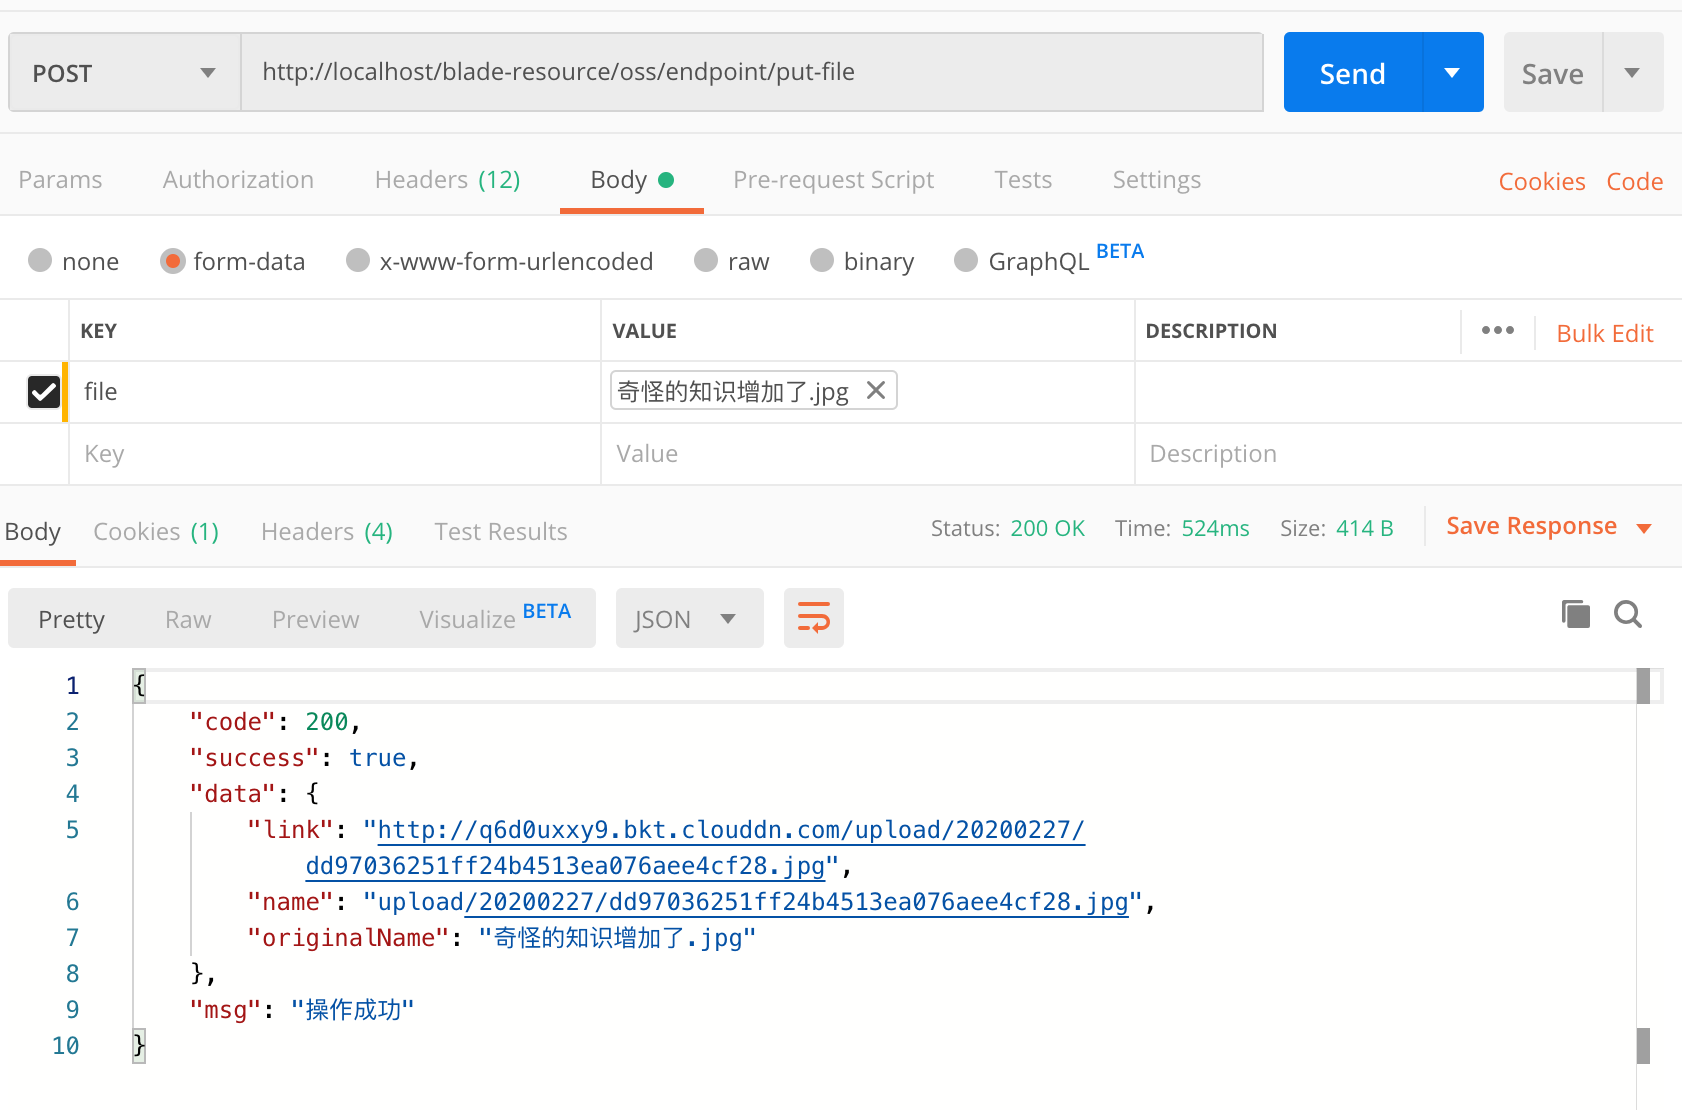 POST http://localhost/blade-resource/oss/endpoint/put-file Send Save
Params Authorization Headers (12) Body Pre-request Script Tests Settings Cookies Code
none form-data x-www-form-urlencoded raw binary GraphQL BETA
KEY VALUE DESCRIPTION ••• Bulk Edit
file 奇怪的知识增加了.jpg
Key Value Description
Body Cookies (1) Headers (4) Test Results Status: 200 OK Time: 524ms Size: 414 B Save Response
Pretty Raw Preview Visualize BETA JSON
1 {
2 "code": 200,
3 "success": true,
4 "data": {
5 "link": "http://q6d0uxxy9.bkt.clouddn.com/upload/20200227/
dd97036251ff24b4513ea076aee4cf28.jpg",
6 "name": "upload/20200227/dd97036251ff24b4513ea076aee4cf28.jpg",
7 "originalName": "奇怪的知识增加了.jpg"
8 },
9 "msg": "操作成功"
10 }